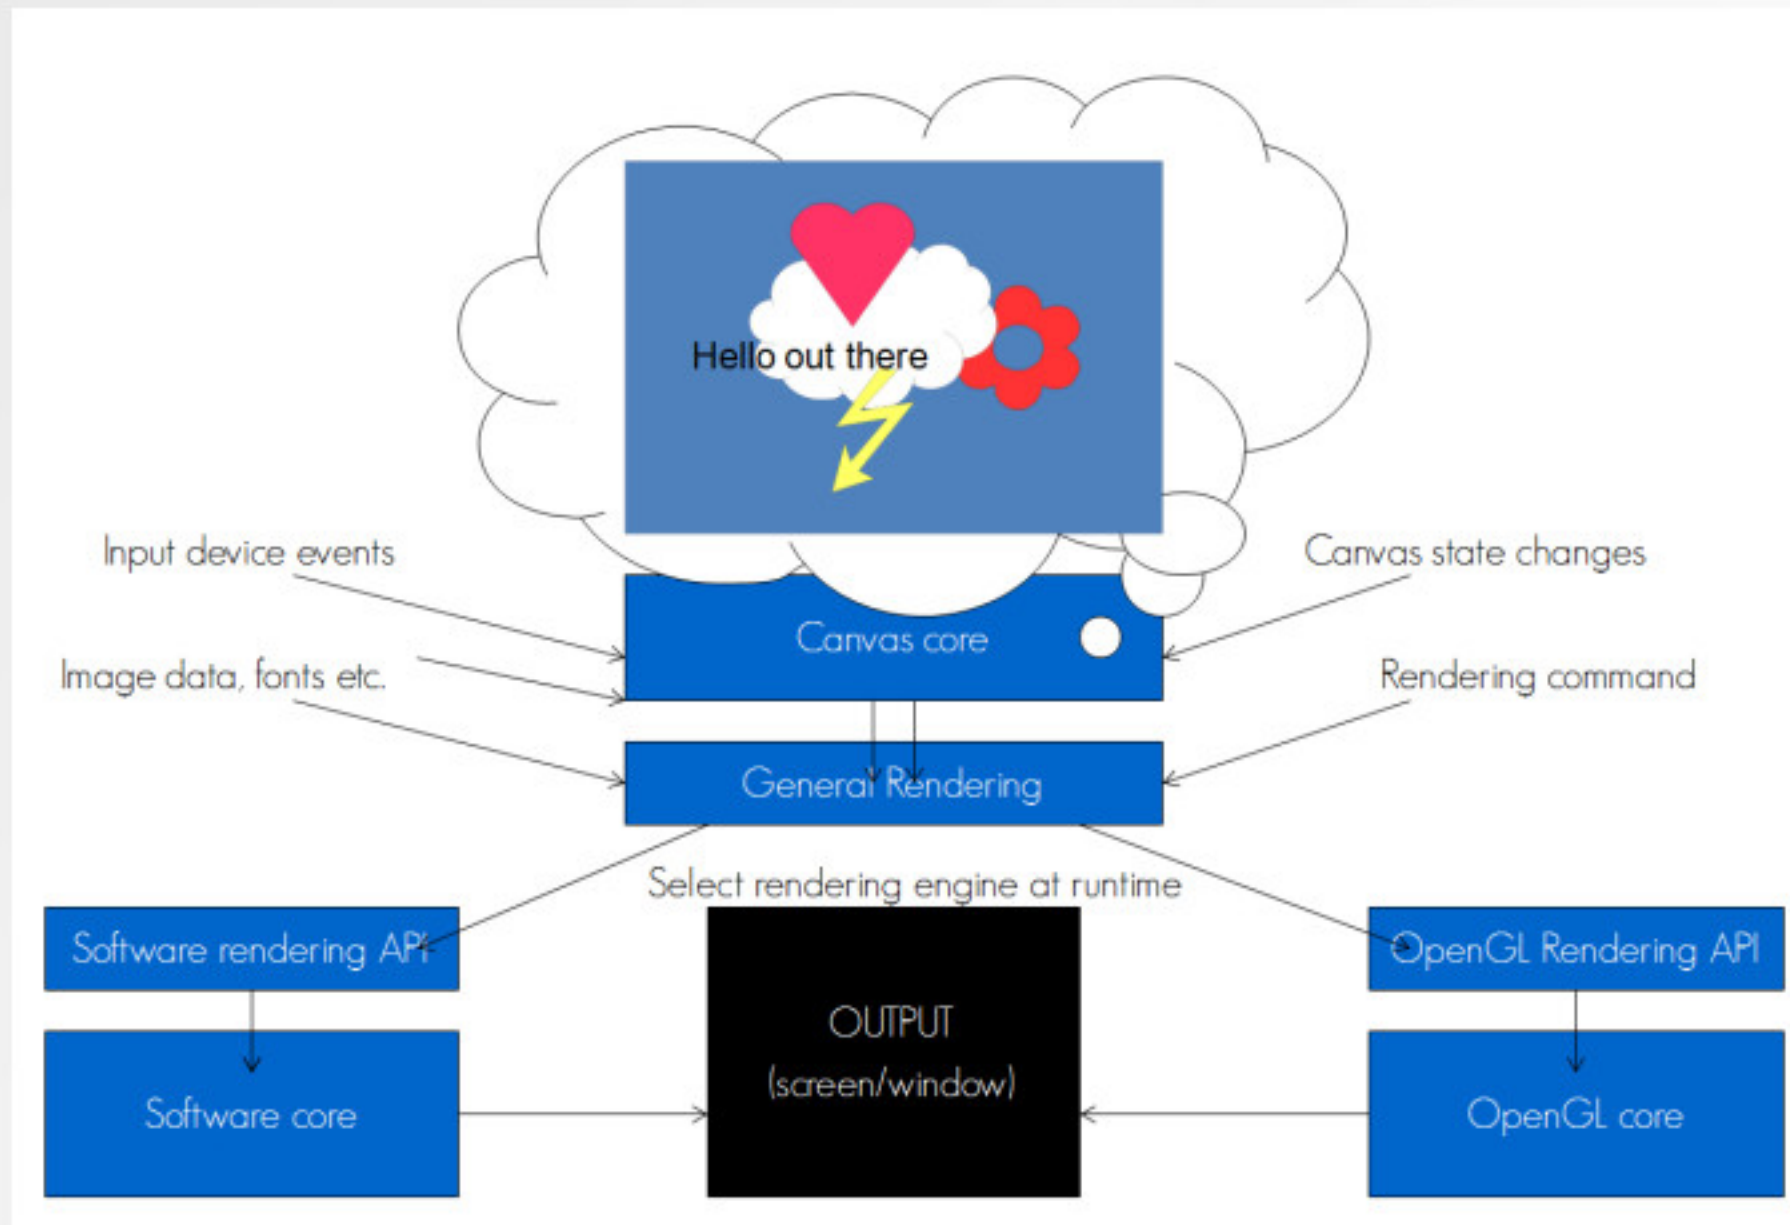 Hello out there
Input device events
Canvas state changes
Canvas core
Image data, fonts etc.
Rendering command
General Rendering
Select rendering engine at runtime
Software rendering API
OpenGL Rendering API
OUTPUT
(screen/window)
Software core
OpenGL core